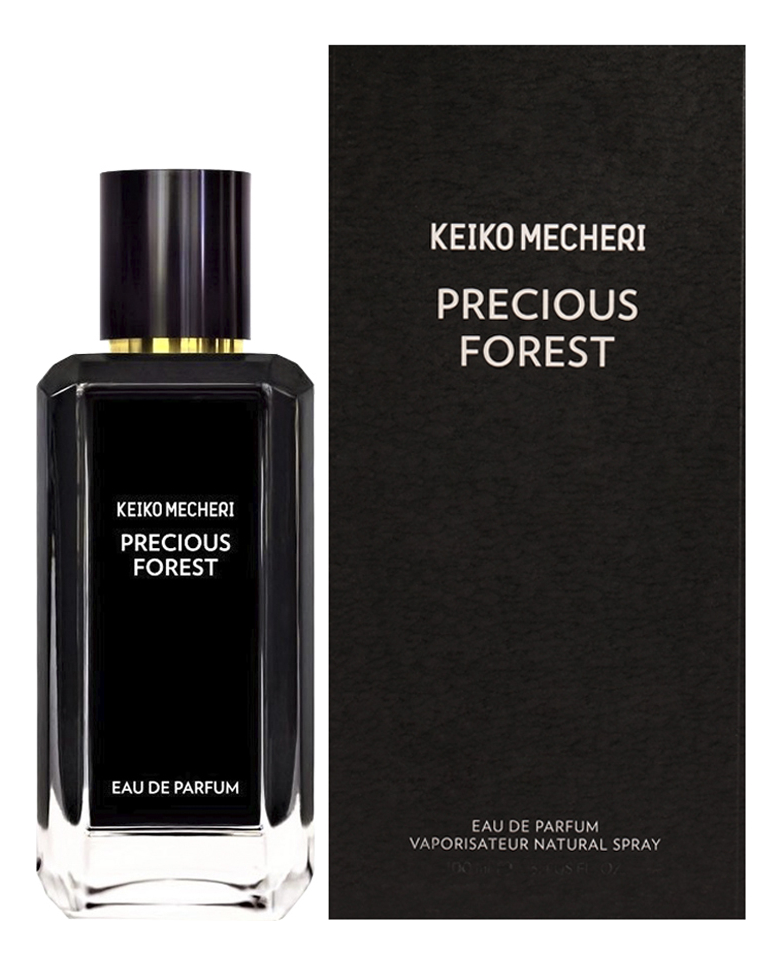 KEIKO MECHERI
PRECIOUS
FOREST
EAU DE PARFUM
KEIKO MECHERI
PRECIOUS
FOREST
EAU DE PARFUM
VAPORISATEUR NATURAL SPRAY